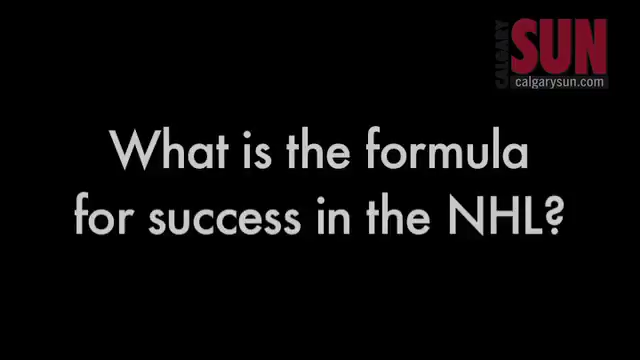 CALGARY
SUN
calgarysun.com
What is the formula
for success in the NHL?